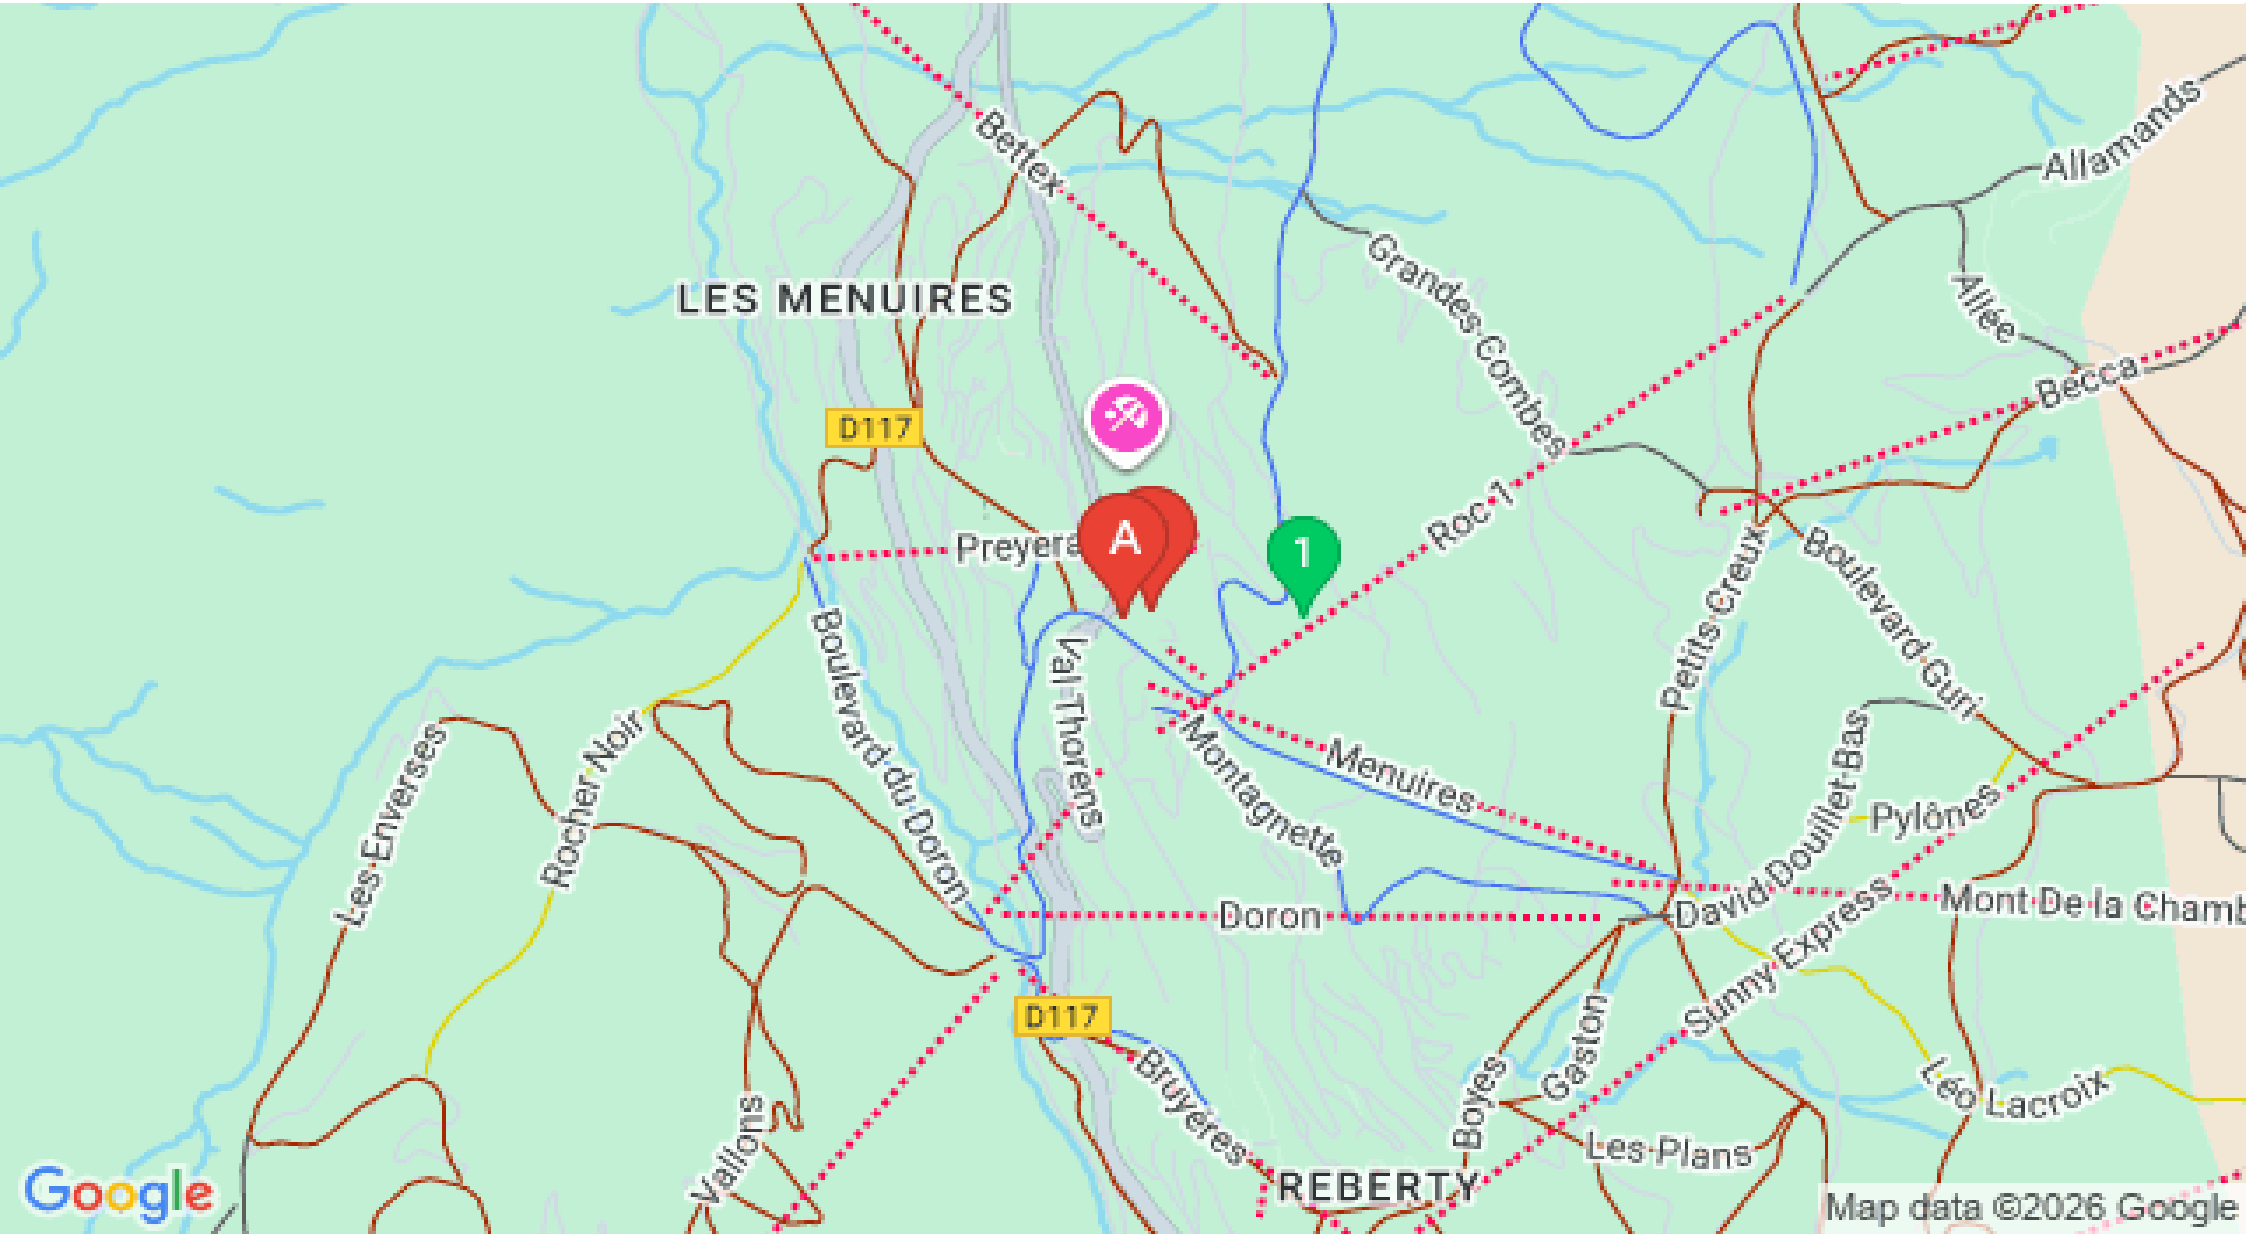 Bettex
Allamands
Grandes Combes
LES MENUIRES
Allée
Becca
D117
A
1
Roc 1
Boulevard Guri
Petits Creux
Boulevard du Doron
Val Thorens
Les Enverses
Rocher Noir
Montagnette
Menuires
David Douillet Bas
Pylônes
Doron
Mont De la Chamb
Sunny Express
D117
Bruyères
Gaston
Boyes
Léo Lacroix
Les Plans
Vallons
REBERTY
Google
Map data ©2026 Google